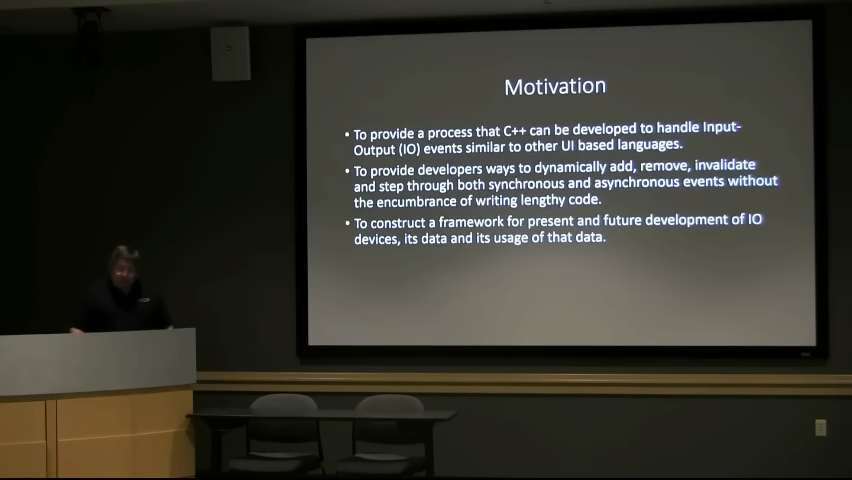 Motivation
• To provide a process that C++ can be developed to handle Input-
Output (IO) events similar to other UI based languages.
• To provide developers ways to dynamically add, remove, invalidate
and step through both synchronous and asynchronous events without
the encumbrance of writing lengthy code.
• To construct a framework for present and future development of IO
devices, its data and its usage of that data.